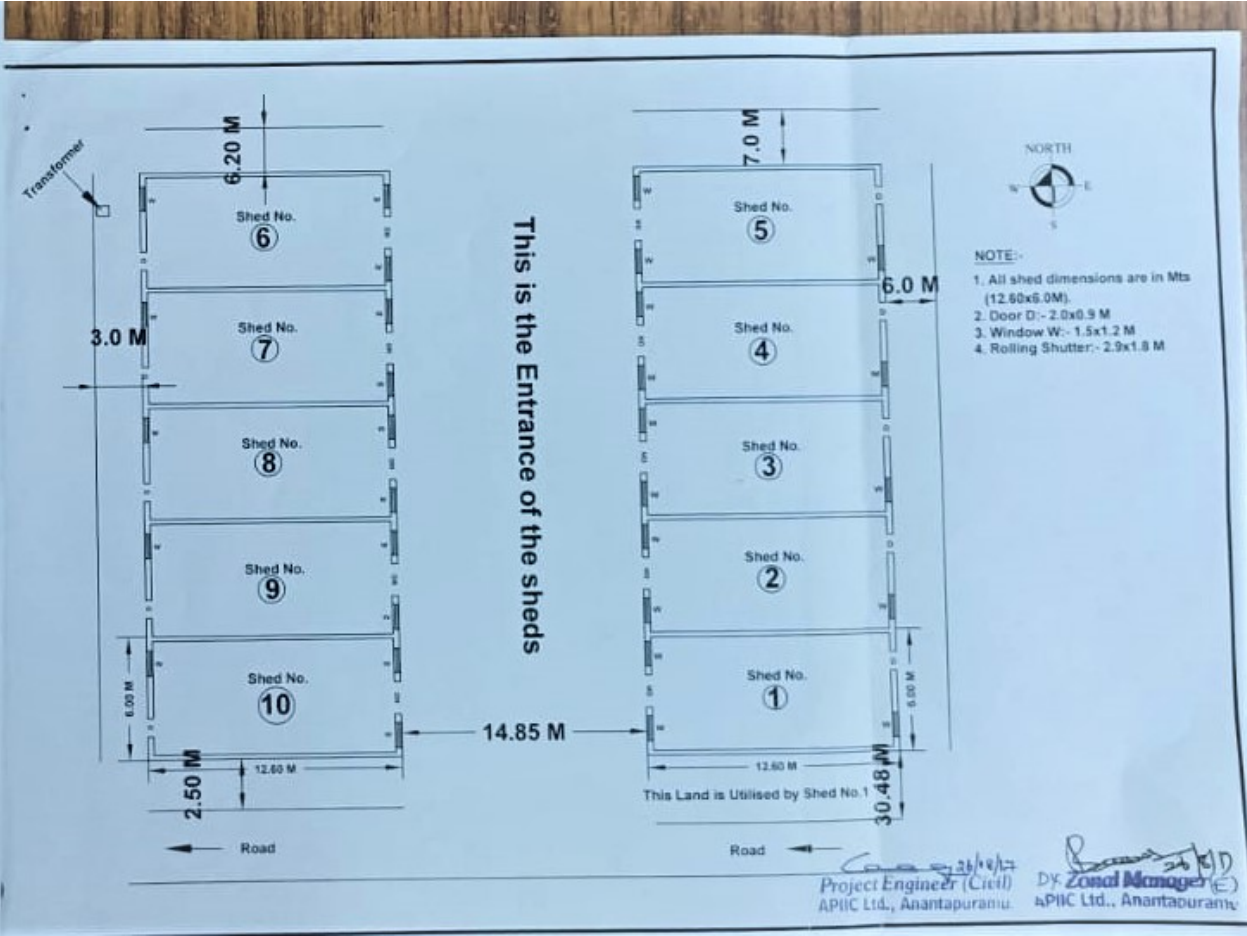 Transformer
6.20 M
7.0 M
NORTH
W
E
S
Shed No.
6
Shed No.
5
NOTE:-
1. All shed dimensions are in Mts
(12.60x6.0M).
2. Door D:- 2.0x0.9 M
3. Window W:- 1.5x1.2 M
4. Rolling Shutter:- 2.9x1.8 M
6.0 M
3.0 M
Shed No.
7
Shed No.
4
This is the Entrance of the sheds
Shed No.
8
Shed No.
3
Shed No.
9
Shed No.
2
Shed No.
10
Shed No.
1
6.00 M
6.00 M
14.85 M
12.60 M
12.60 M
2.50 M
30.48 M
This Land is Utilised by Shed No.1
Road
Road
26/08/17
Project Engineer (Civil)
APIIC Ltd., Anantapuramu.
Dy. Zonal Manager (E)
APIIC Ltd., Anantapuramu